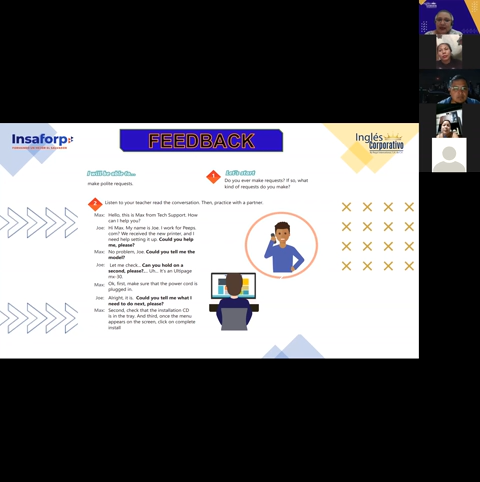 Insaforp
FEEDBACK
Inglés
Corporativo
I will be able to...
make polite requests.
1
Let's start
Do you ever make requests? If so, what
kind of requests do you make?
2
Listen to your teacher read the conversation. Then, practice with a partner.
Max: Hello, this is Max from Tech Support. How
can I help you?
Joe: Hi Max. My name is Joe. I work for Peeps.
com? We received the new printer, and I
need help setting it up. Could you help
me, please?
Max: No problem, Joe. Could you tell me the
model?
Joe: Let me check... Can you hold on a
second, please?... Uh... It's an Ultipage
mx-30.
Max: Ok, find, make sure that the power cord is
plugged in.
Joe: Alright, it is. Could you tell me what I
need to do next, please?
Max: Second, check that the installation CD
is in the tray. And third, once the menu
appears on the screen, click on complete
install